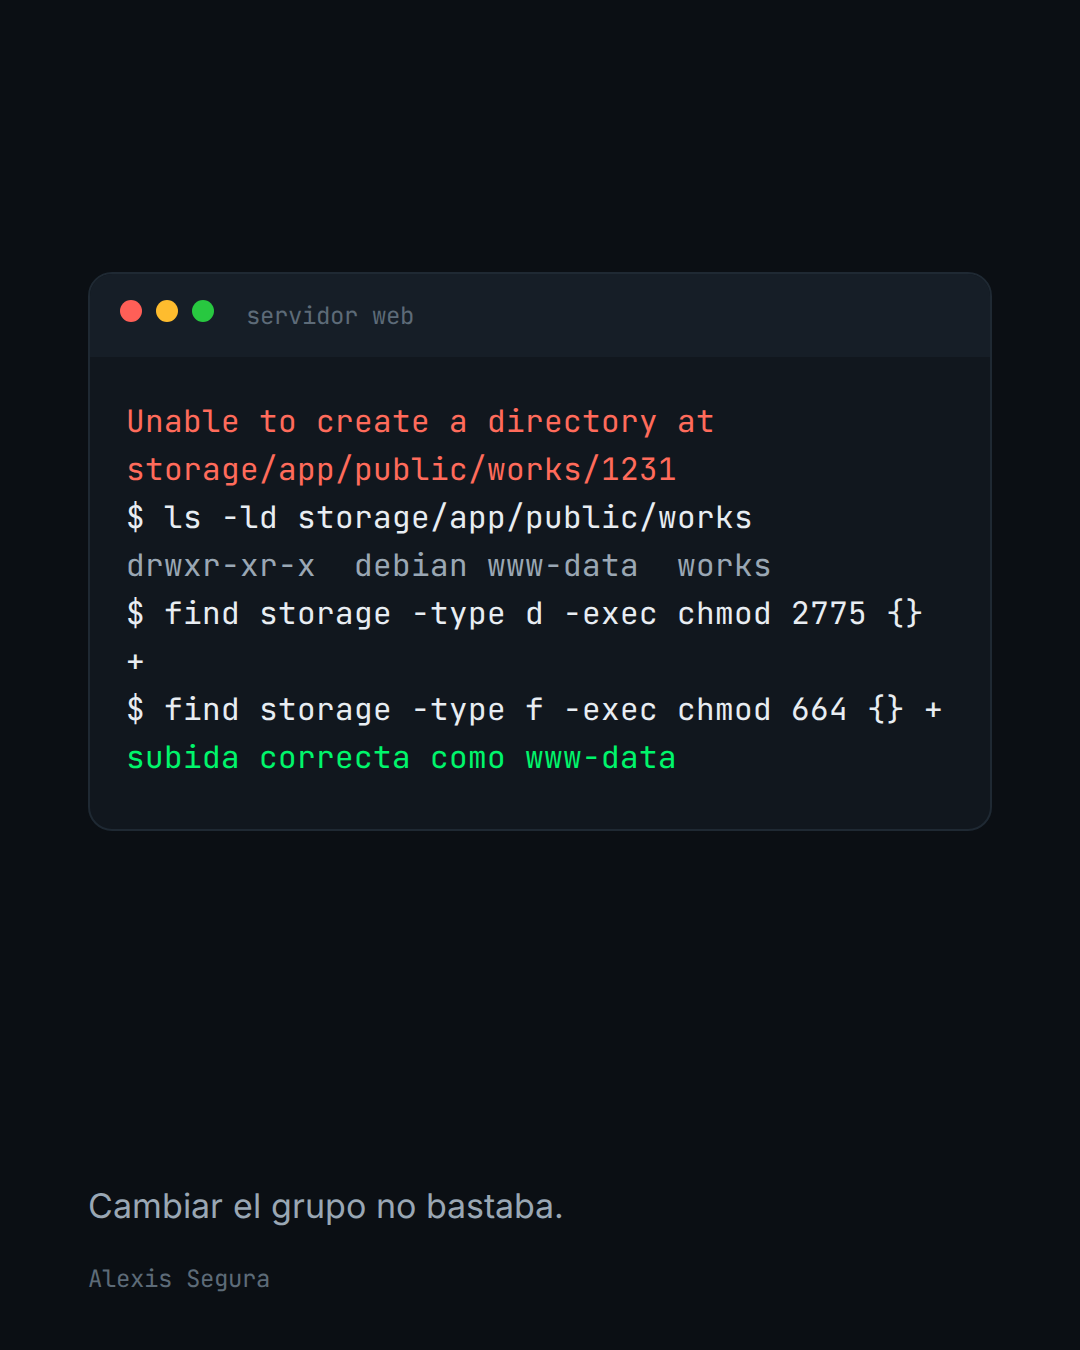 servidor web
Unable to create a directory at
storage/app/public/works/1231
$ ls -ld storage/app/public/works
drwxr-xr-x  debian www-data  works
$ find storage -type d -exec chmod 2775 {}
+
$ find storage -type f -exec chmod 664 {} +
subida correcta como www-data
Cambiar el grupo no bastaba.
Alexis Segura